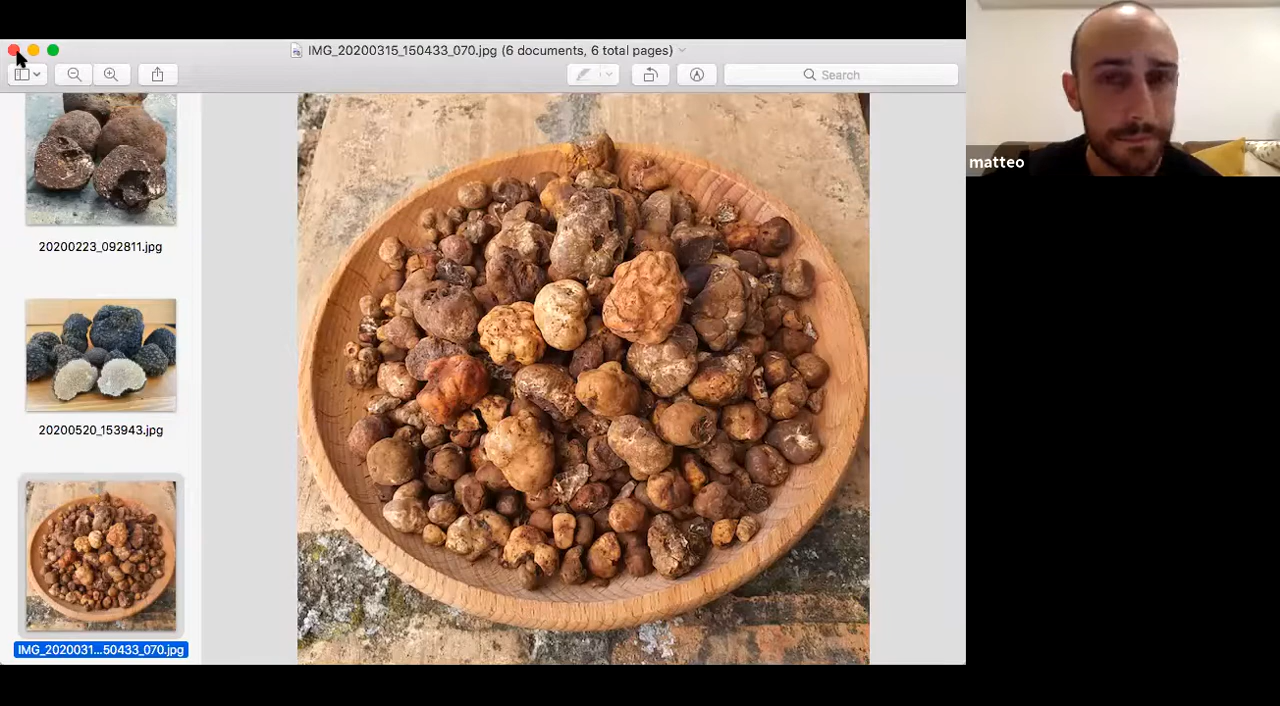 IMG_20200315_150433_070.jpg (6 documents, 6 total pages)
Search
20200223_092811.jpg
20200520_153943.jpg
IMG_2020031...50433_070.jpg
matteo